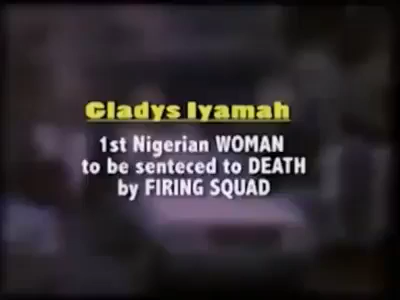 Gladys Iyamah
1st Nigerian WOMAN
to be senteced to DEATH
by FIRING SQUAD